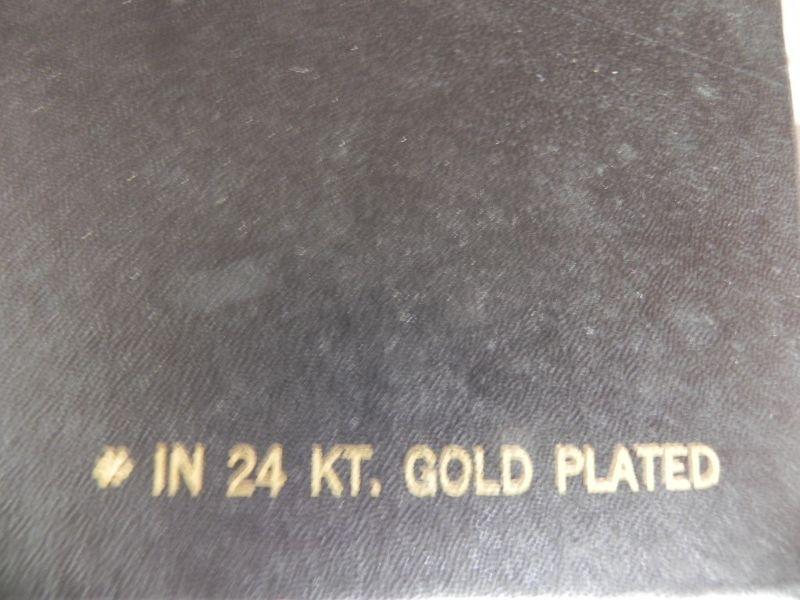 * IN 24 KT. GOLD PLATED